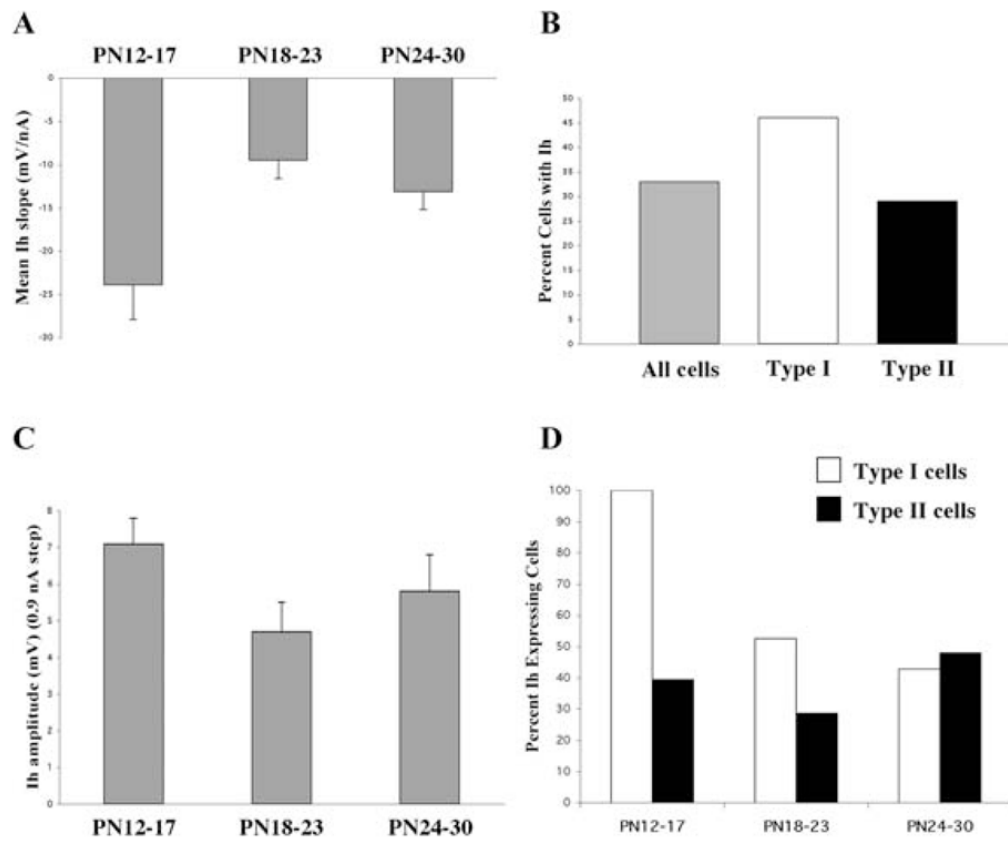 A
PN12-17 PN18-23 PN24-30
0
-5
-10
-15
-20
-25
-30
Mean Ih slope (mV/nA)
B
50
45
40
35
30
25
20
15
10
5
0
Percent Cells with Ih
All cells Type I Type II
C
8
7
6
5
4
3
2
1
0
Ih amplitude (mV) (0.9 nA step)
PN12-17 PN18-23 PN24-30
D
Type I cells
Type II cells
100
90
80
70
60
50
40
30
20
10
0
Percent Ih Expressing Cells
PN12-17 PN18-23 PN24-30